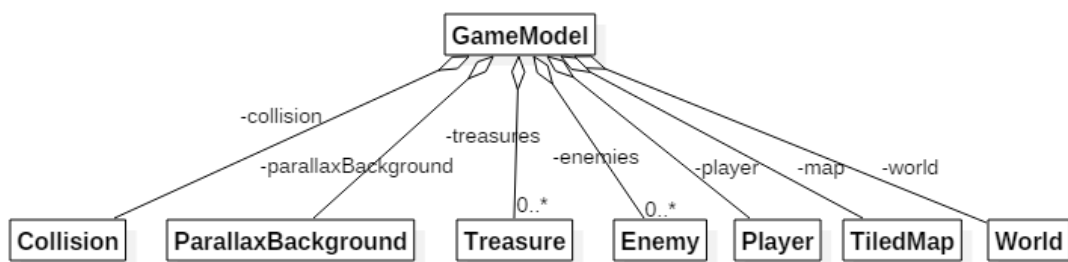 GameModel
-collision
-treasures
-parallaxBackground
-enemies
-player
-map
-world
0..*
0..*
Collision
ParallaxBackground
Treasure
Enemy
Player
TiledMap
World